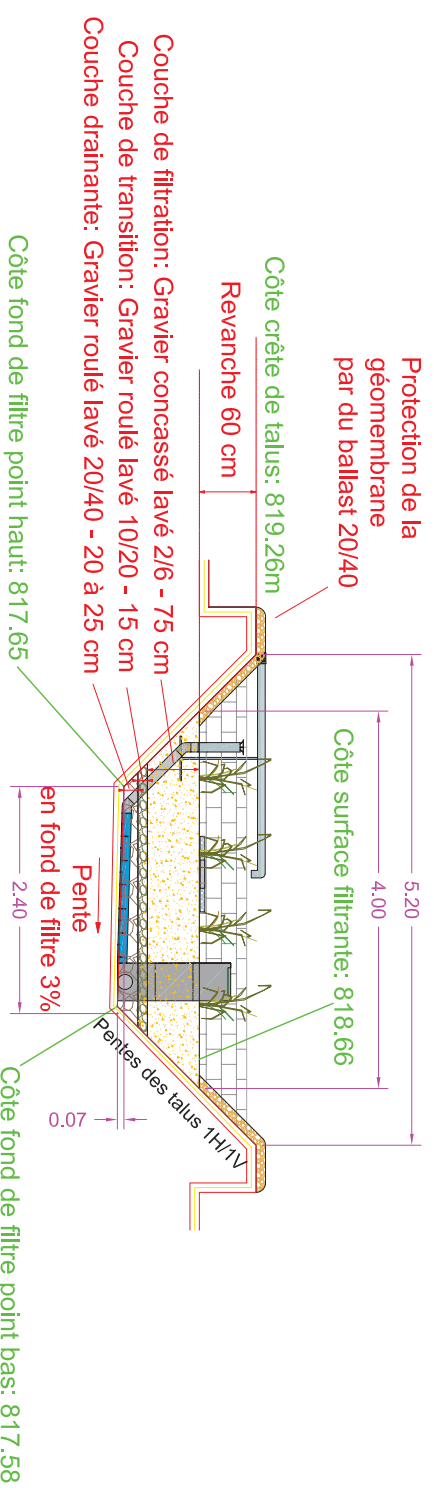 Protection de la
géomembrane
par du ballast 20/40
Côte crête de talus: 819.26m
Revanche 60 cm
Couche de filtration: Gravier concassé lavé 2/6 - 75 cm
Couche de transition: Gravier roulé lavé 10/20 - 15 cm
Couche drainante: Gravier roulé lavé 20/40 - 20 à 25 cm
Côte fond de filtre point haut: 817.65
5.20
4.00
Côte surface filtrante: 818.66
Pente
en fond de filtre 3%
2.40
Pentes des talus 1H/1V
0.07
Côte fond de filtre point bas: 817.58